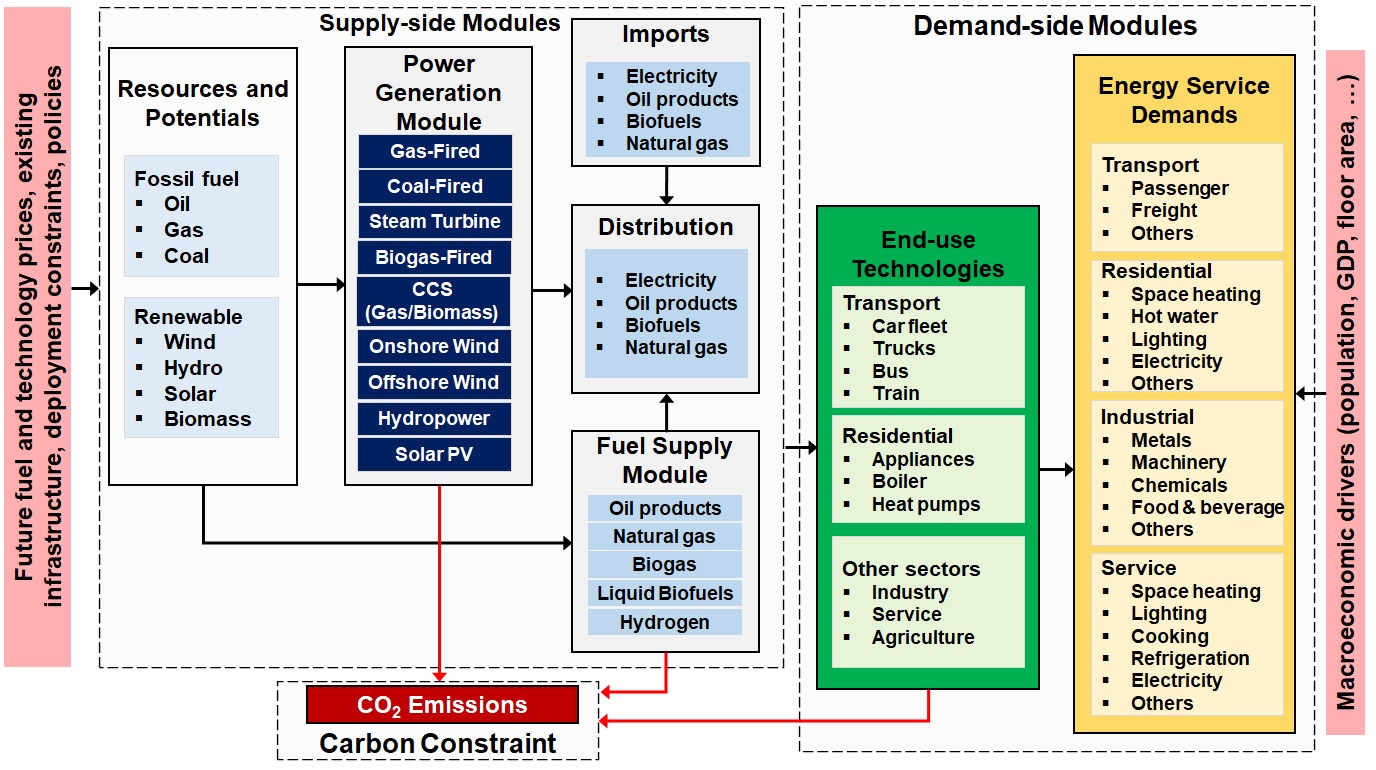 Future fuel and technology prices, existing
infrastructure, deployment constraints, policies
Supply-side Modules
Resources and
Potentials
Fossil fuel
▪ Oil
▪ Gas
▪ Coal
Renewable
▪ Wind
▪ Hydro
▪ Solar
▪ Biomass
Power
Generation
Module
Gas-Fired
Coal-Fired
Steam Turbine
Biogas-Fired
CCS
(Gas/Biomass)
Onshore Wind
Offshore Wind
Hydropower
Solar PV
Imports
▪ Electricity
▪ Oil products
▪ Biofuels
▪ Natural gas
Distribution
▪ Electricity
▪ Oil products
▪ Biofuels
▪ Natural gas
Fuel Supply
Module
Oil products
Natural gas
Biogas
Liquid Biofuels
Hydrogen
CO₂ Emissions
Carbon Constraint
Demand-side Modules
End-use
Technologies
Transport
▪ Car fleet
▪ Trucks
▪ Bus
▪ Train
Residential
▪ Appliances
▪ Boiler
▪ Heat pumps
Other sectors
▪ Industry
▪ Service
▪ Agriculture
Energy Service
Demands
Transport
▪ Passenger
▪ Freight
▪ Others
Residential
▪ Space heating
▪ Hot water
▪ Lighting
▪ Electricity
▪ Others
Industrial
▪ Metals
▪ Machinery
▪ Chemicals
▪ Food & beverage
▪ Others
Service
▪ Space heating
▪ Lighting
▪ Cooking
▪ Refrigeration
▪ Electricity
▪ Others
Macroeconomic drivers (population, GDP, floor area, …)